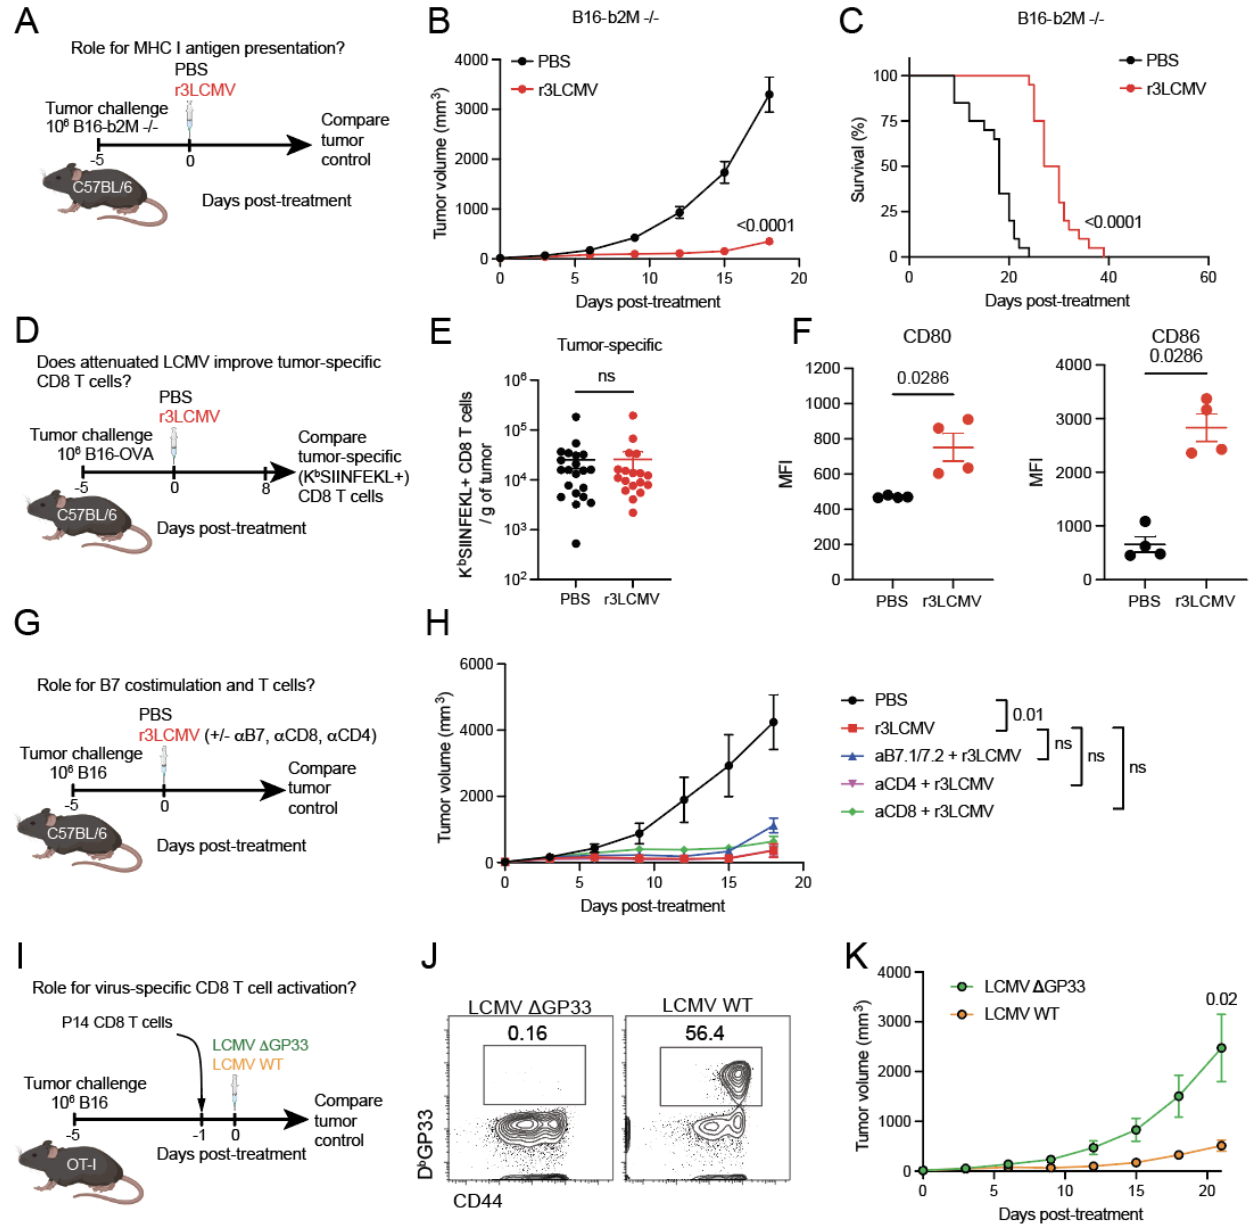 A
Role for MHC I antigen presentation?
PBS
r3LCMV
Tumor challenge
10⁶ B16-b2M -/-
-5
0
Compare
tumor
control
C57BL/6
Days post-treatment
B
B16-b2M -/-
PBS
r3LCMV
Tumor volume (mm³)
4000
3000
2000
1000
0
<0.0001
0
5
10
15
20
Days post-treatment
C
B16-b2M -/-
PBS
r3LCMV
Survival (%)
100
75
50
25
0
<0.0001
0
20
40
60
Days post-treatment
D
Does attenuated LCMV improve tumor-specific
CD8 T cells?
PBS
r3LCMV
Tumor challenge
10⁶ B16-OVA
-5
0
8
Compare
tumor-specific
(KᵇSIINFEKL+)
CD8 T cells
C57BL/6
Days post-treatment
E
Tumor-specific
ns
KᵇSIINFEKL+ CD8 T cells
/ g of tumor
10⁶
10⁵
10⁴
10³
10²
PBS
r3LCMV
F
CD80
0.0286
MFI
1200
1000
800
600
400
200
0
PBS
r3LCMV
CD86
0.0286
MFI
4000
3000
2000
1000
0
PBS
r3LCMV
G
Role for B7 costimulation and T cells?
PBS
r3LCMV (+/- αB7, αCD8, αCD4)
Tumor challenge
10⁶ B16
-5
0
Compare
tumor
control
C57BL/6
Days post-treatment
H
Tumor volume (mm³)
6000
4000
2000
0
0
5
10
15
20
Days post-treatment
PBS
r3LCMV
aB7.1/7.2 + r3LCMV
aCD4 + r3LCMV
aCD8 + r3LCMV
0.01
ns
ns
ns
I
Role for virus-specific CD8 T cell activation?
P14 CD8 T cells
LCMV ΔGP33
LCMV WT
Tumor challenge
10⁶ B16
-5
-1
0
Compare
tumor
control
OT-I
Days post-treatment
J
LCMV ΔGP33
0.16
LCMV WT
56.4
DᵇGP33
CD44
K
LCMV ΔGP33
LCMV WT
Tumor volume (mm³)
4000
3000
2000
1000
0
0.02
0
5
10
15
20
Days post-treatment